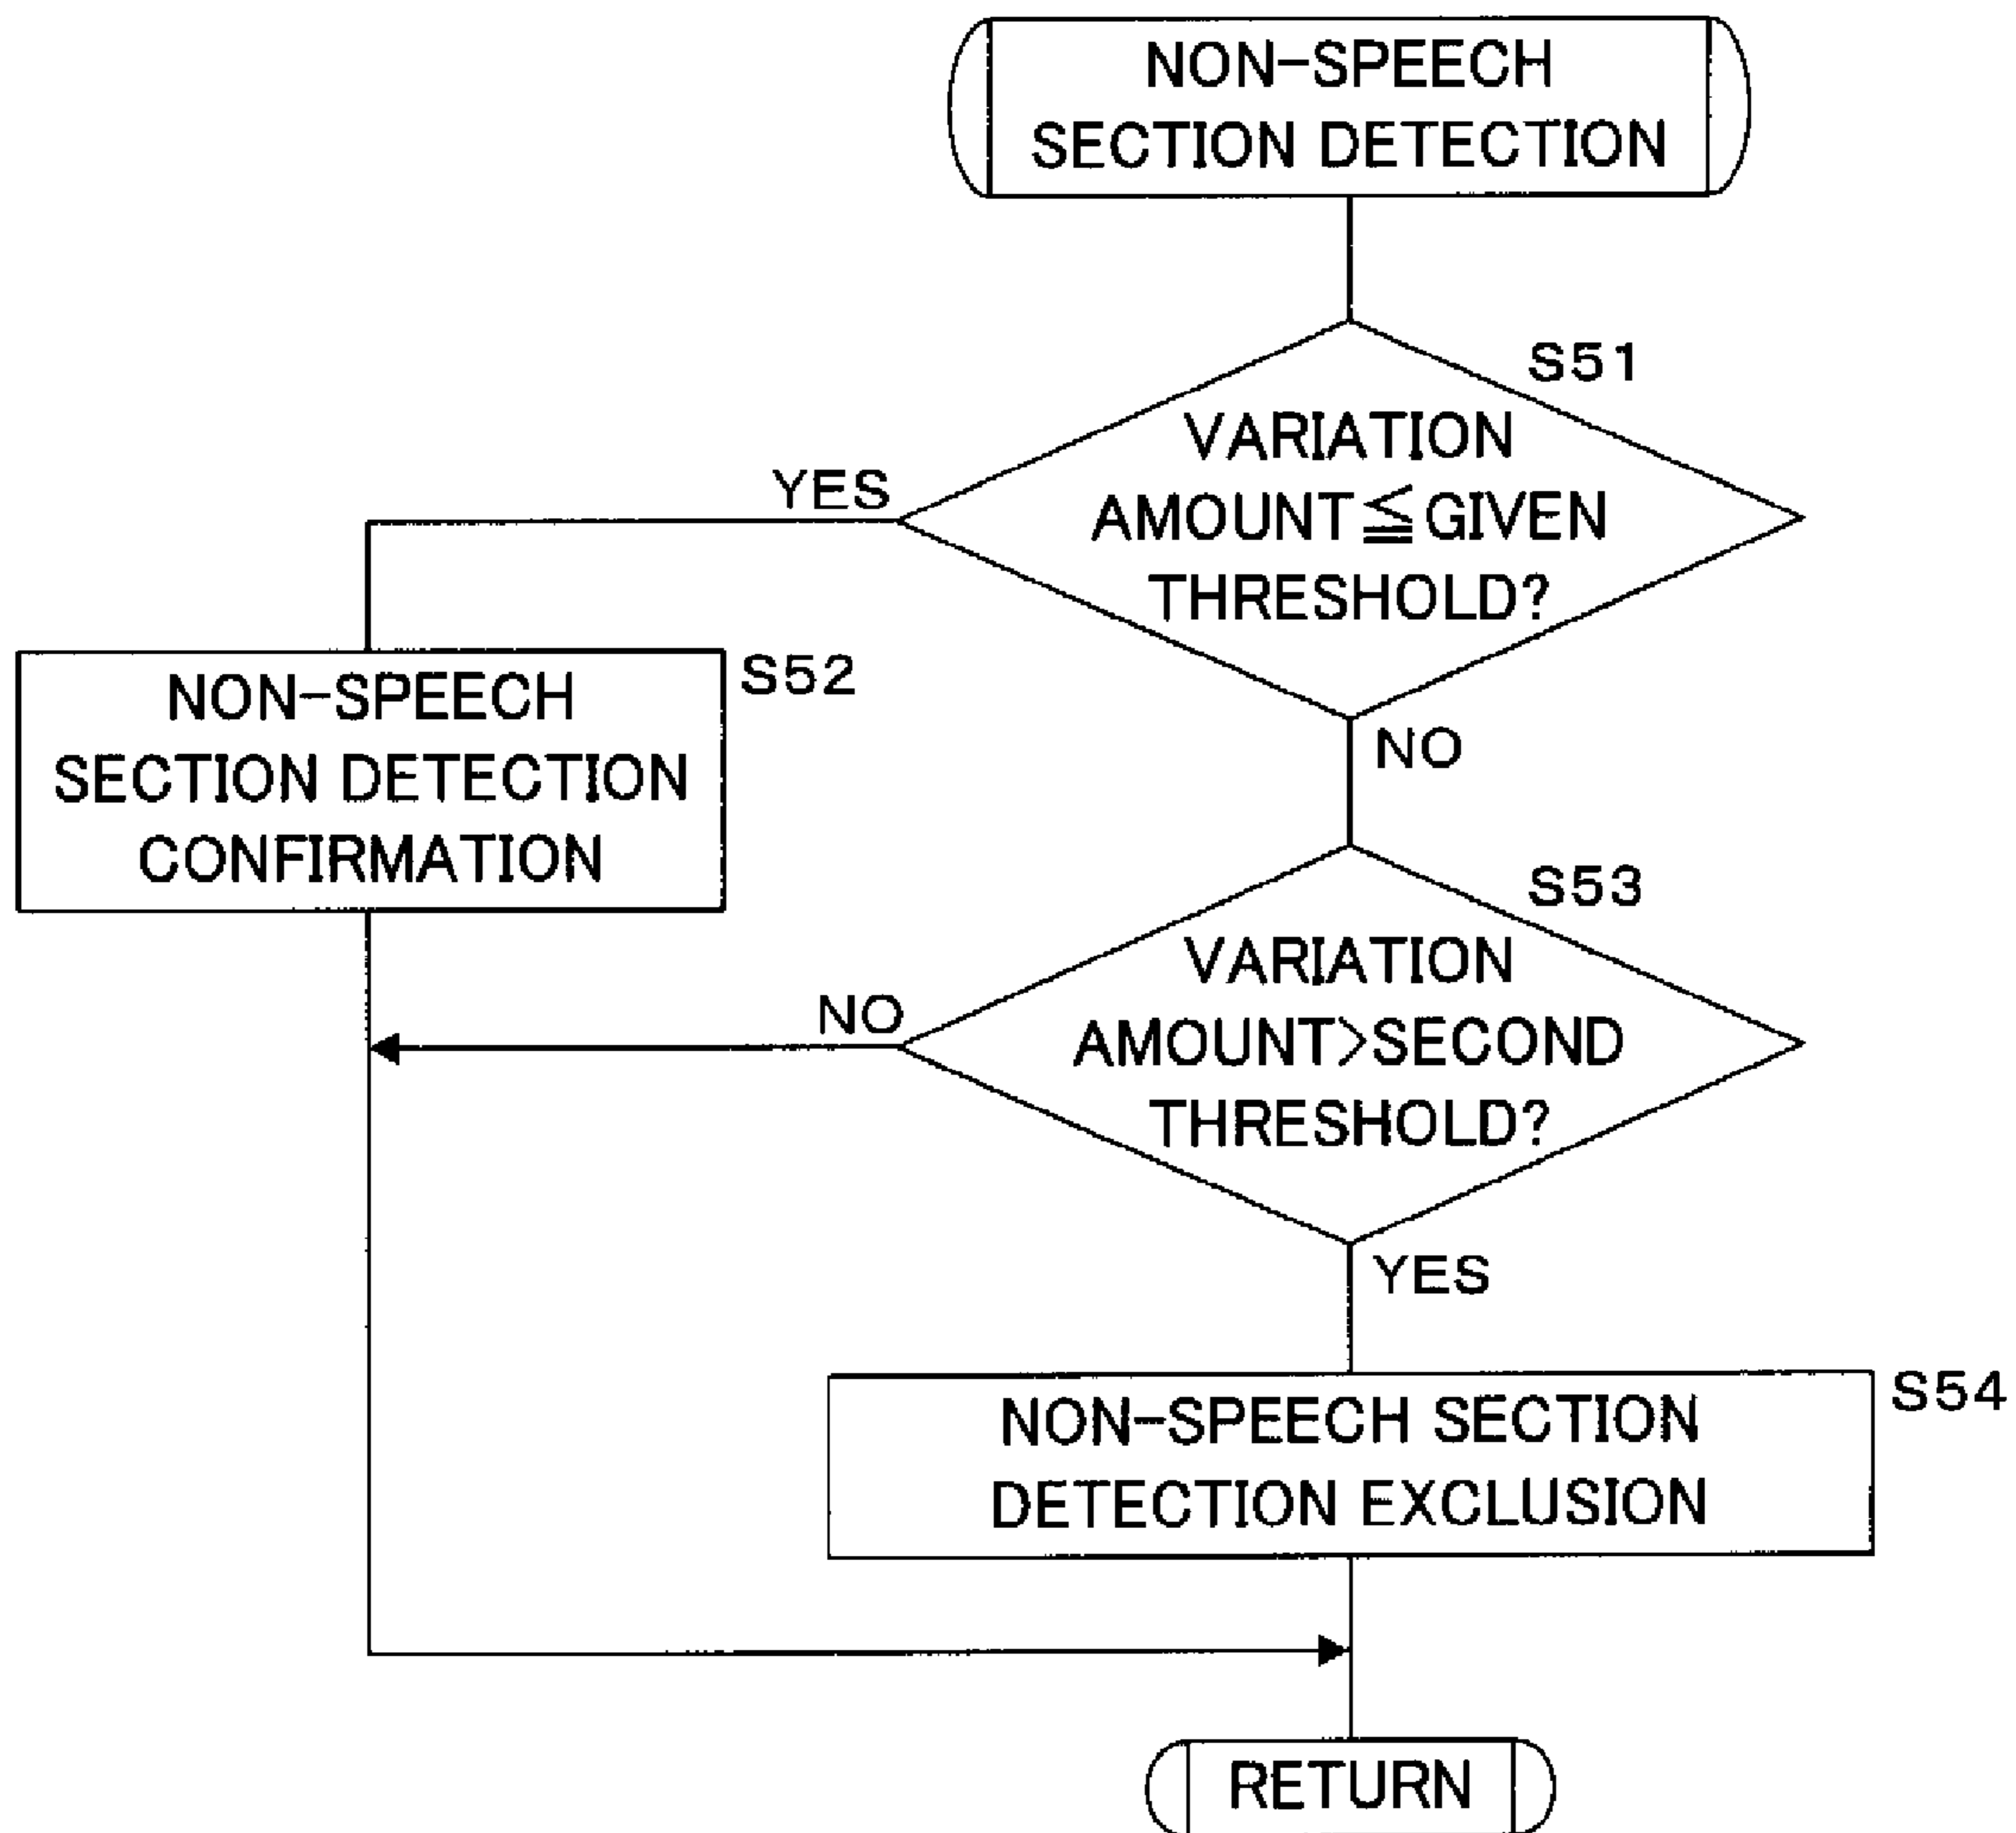 NON-SPEECH
SECTION DETECTION
S51
VARIATION
AMOUNT≦GIVEN
THRESHOLD?
YES
NO
S52
NON-SPEECH
SECTION DETECTION
CONFIRMATION
S53
VARIATION
AMOUNT>SECOND
THRESHOLD?
NO
YES
S54
NON-SPEECH SECTION
DETECTION EXCLUSION
RETURN